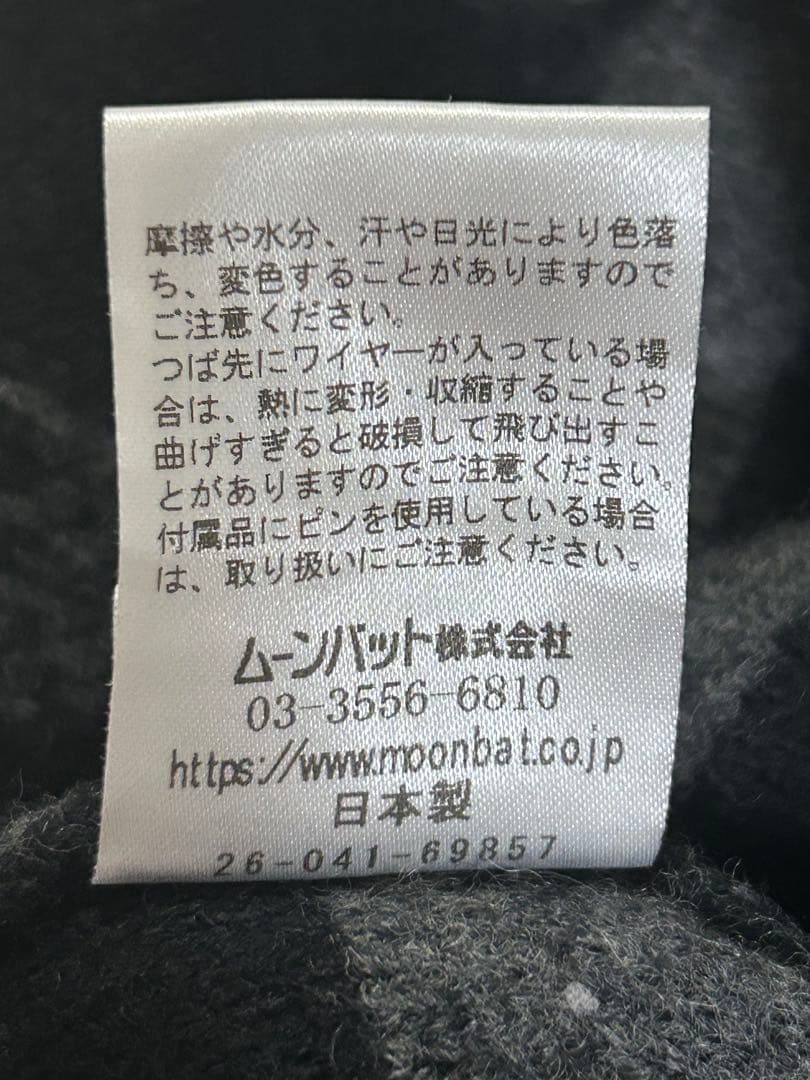 摩擦や水分、汗や日光により色落
ち、変色することがありますので
ご注意ください。
つば先にワイヤーが入っている場
合は、熱に変形・収縮することや
曲げすぎると破損して飛び出すこ
とがありますのでご注意ください。
付属品にピンを使用している場合
は、取り扱いにご注意ください。
ムーンバット株式会社
03-3556-6810
https://www.moonbat.co.jp
日本製
26-041-69857